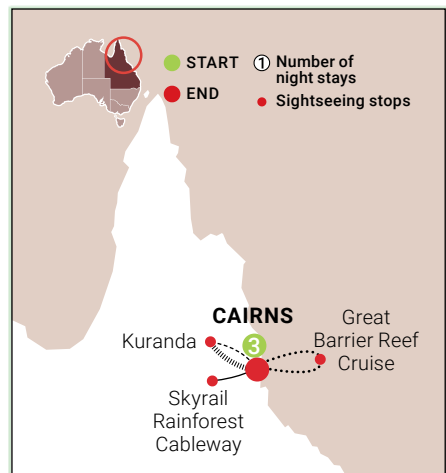 START
END
1 Number of
night stays
Sightseeing stops
CAIRNS
3
Kuranda
Great
Barrier Reef
Cruise
Skyrail
Rainforest
Cableway